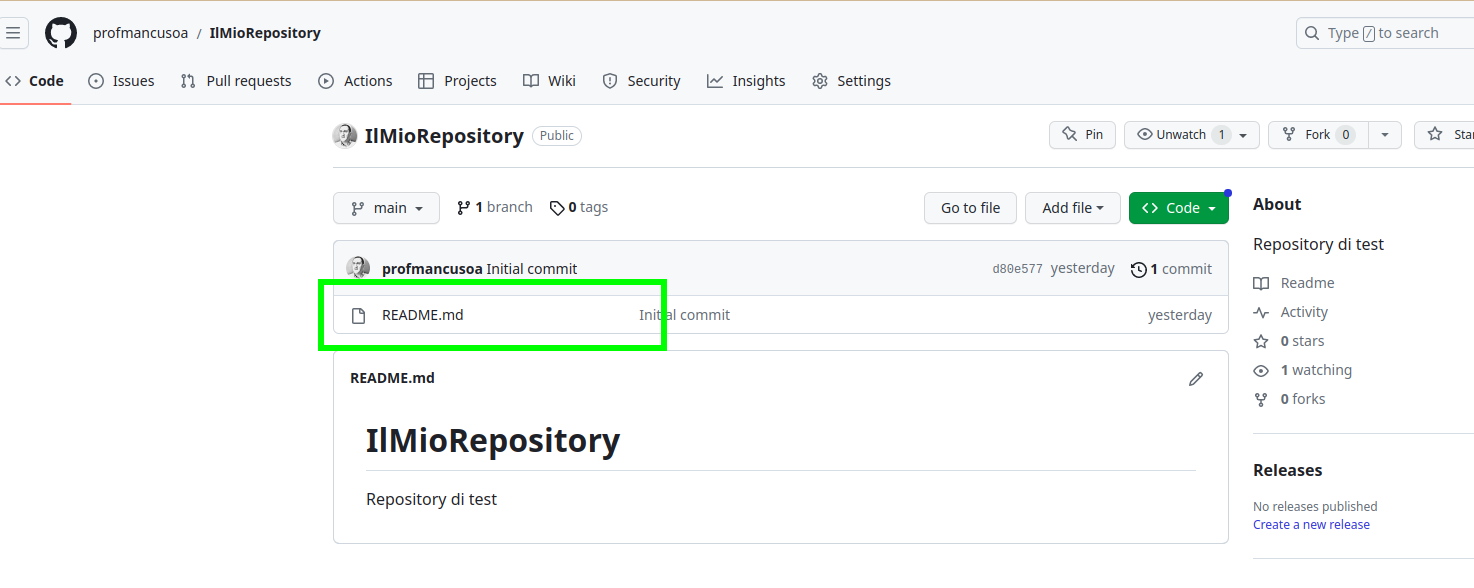 profmancusoa / IlMioRepository
Type / to search
Code Issues Pull requests Actions Projects Wiki Security Insights Settings
IlMioRepository Public
Pin Unwatch 1 Fork 0
main 1 branch 0 tags Go to file Add file Code
profmancusoa Initial commit d80e577 yesterday 1 commit
README.md Initial commit yesterday
README.md
IlMioRepository
Repository di test
About
Repository di test
Readme
Activity
0 stars
1 watching
0 forks
Releases
No releases published
Create a new release